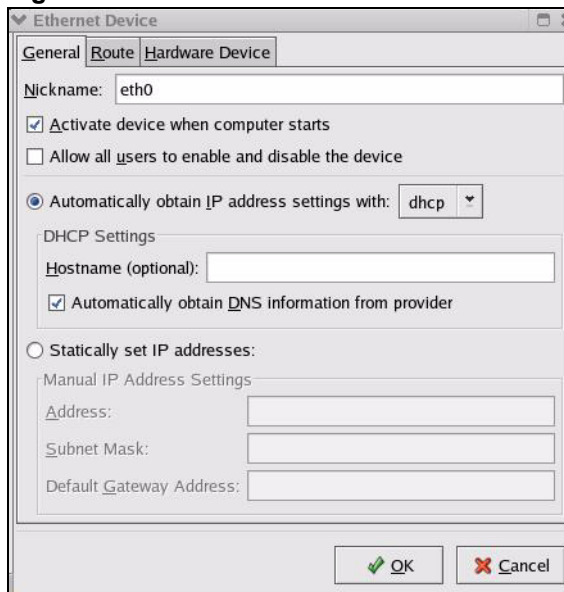 Ethernet Device
General Route Hardware Device
Nickname: eth0
Activate device when computer starts
Allow all users to enable and disable the device
Automatically obtain IP address settings with: dhcp
DHCP Settings
Hostname (optional):
Automatically obtain DNS information from provider
Statically set IP addresses:
Manual IP Address Settings
Address:
Subnet Mask:
Default Gateway Address:
OK Cancel